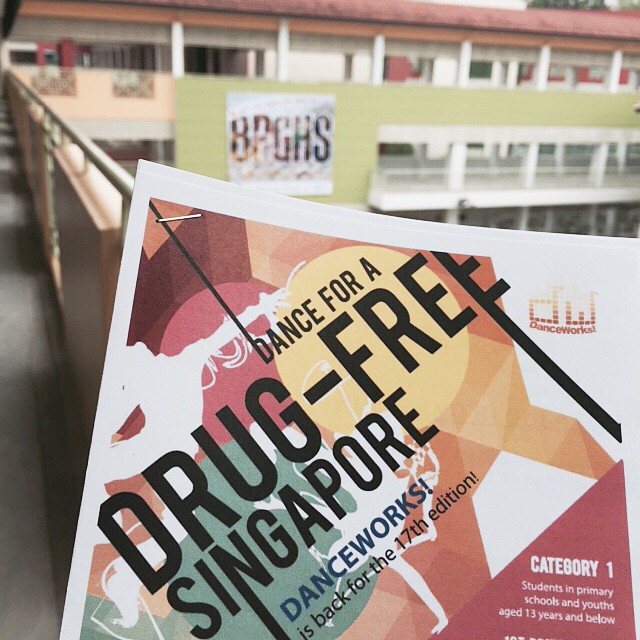 BPGHS
DANCE FOR A
DRUG-FREE
SINGAPORE
DANCEWORKS!
is back for the 17th edition!
DanceWorks!
CATEGORY 1
Students in primary
schools and youths
aged 13 years and below